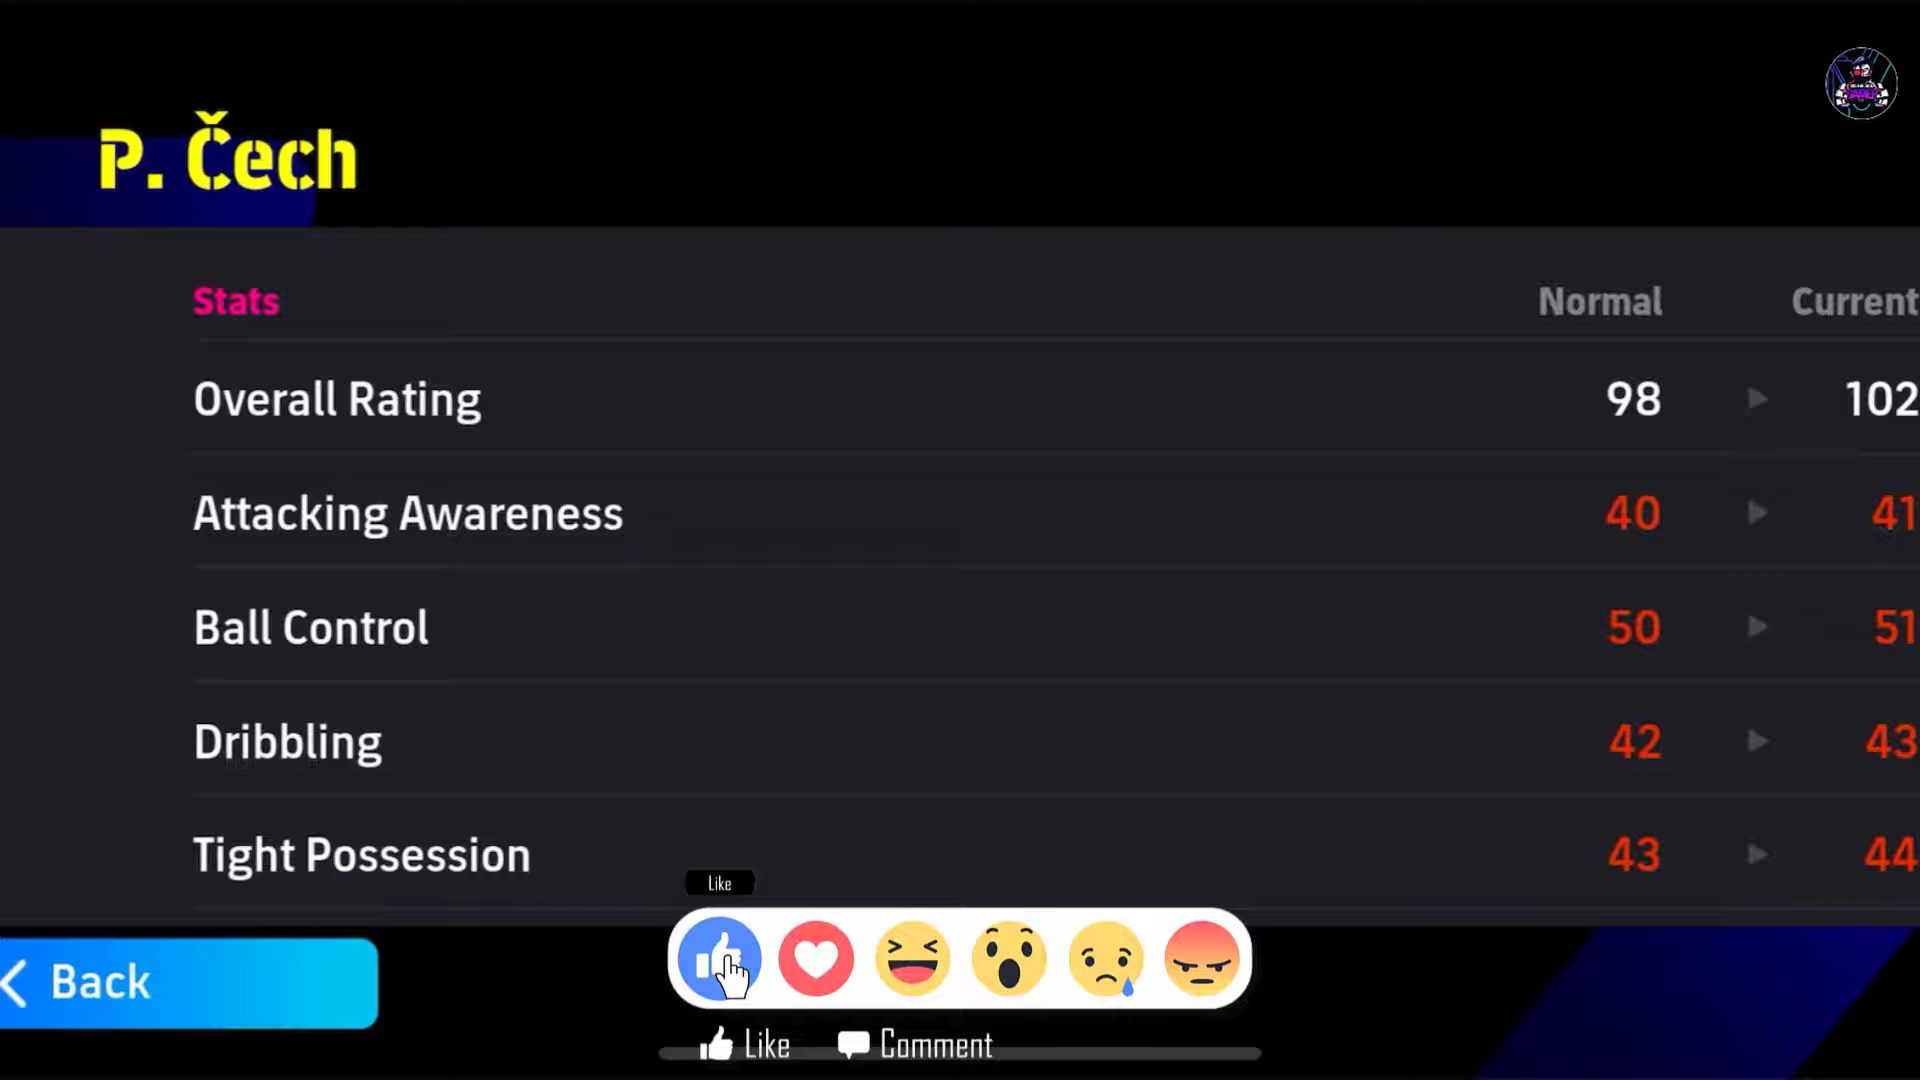 P. Čech
Stats Normal Current
Overall Rating 98 102
Attacking Awareness 40 41
Ball Control 50 51
Dribbling 42 43
Tight Possession 43 44
Like
Back
Like Comment